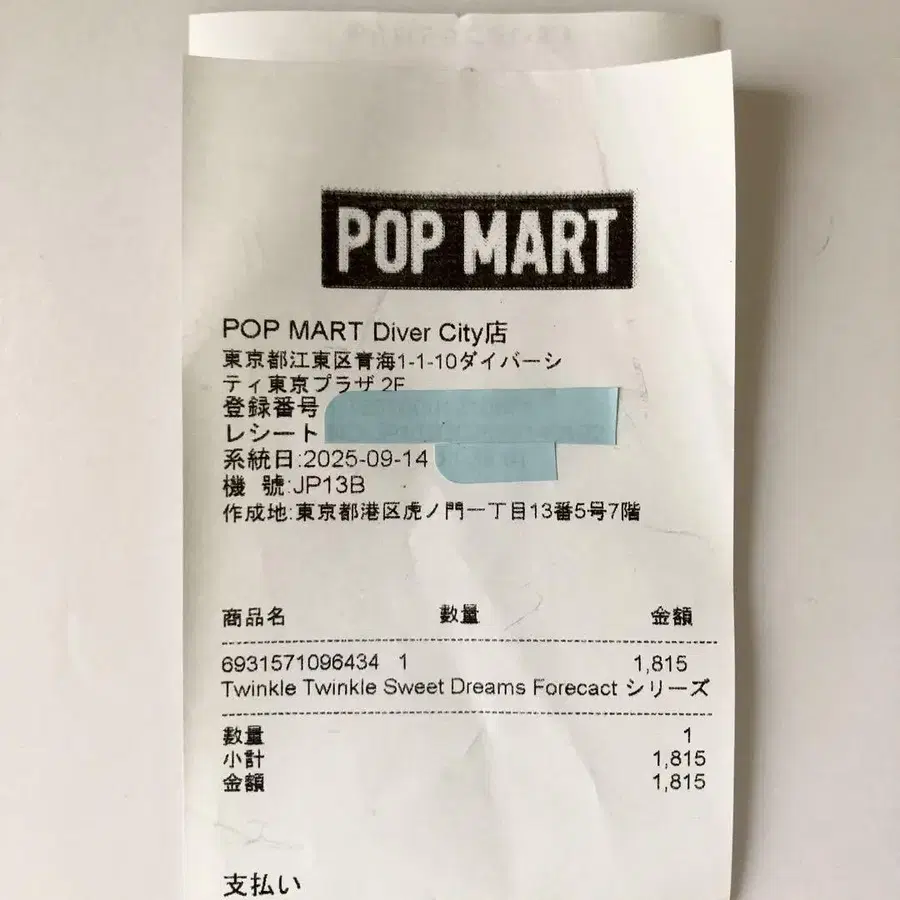 POP MART
POP MART Diver City店
東京都江東区青海1-1-10ダイバーシ
ティ東京プラザ 2F
登録番号
レシート
系統日:2025-09-14
機 號:JP13B
作成地:東京都港区虎ノ門一丁目13番5号7階
商品名 数量 金額
6931571096434 1 1,815
Twinkle Twinkle Sweet Dreams Forecact シリーズ
数量 1
小計 1,815
金額 1,815
支払い